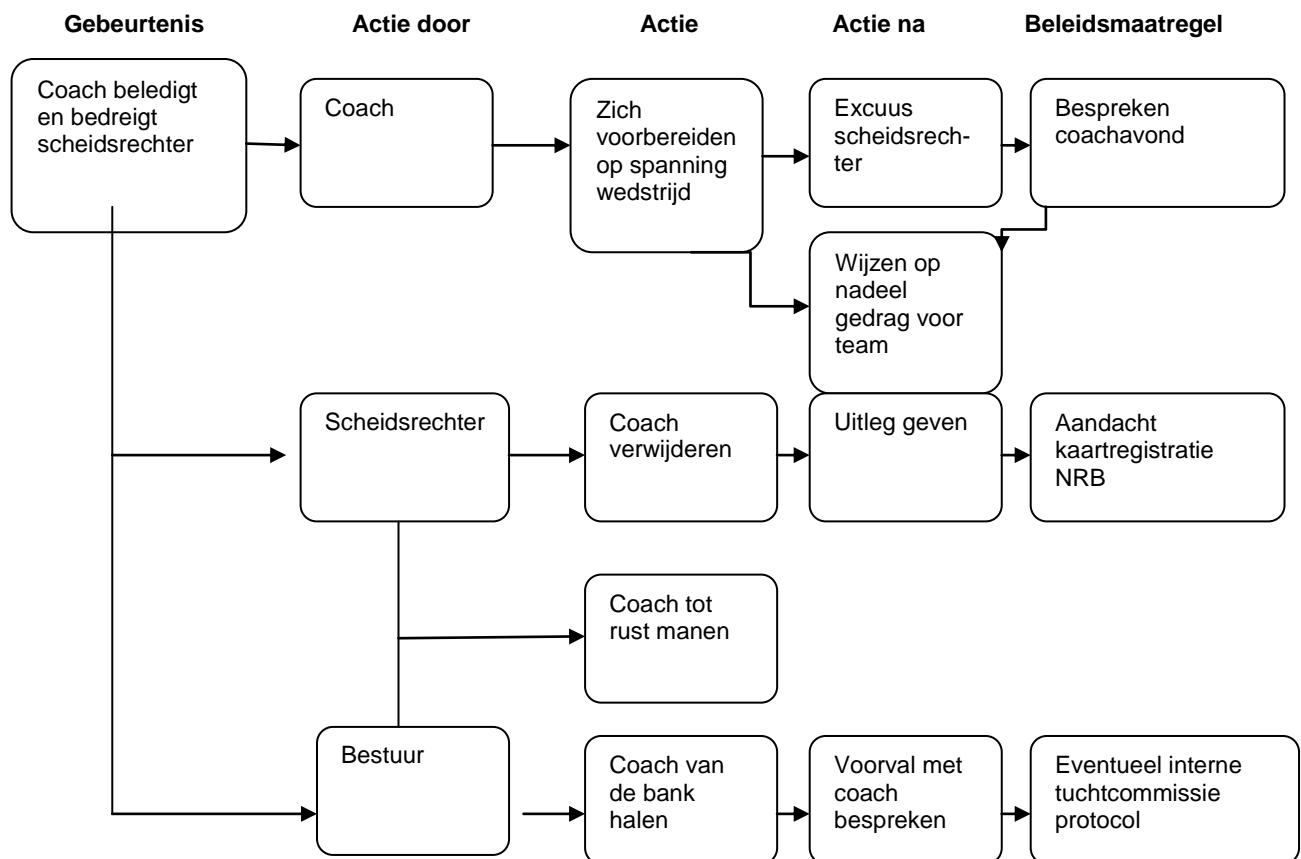 Gebeurtenis Actie door Actie Actie na Beleidsmaatregel
Coach beledigt
en bedreigt
scheidsrechter
Coach
Zich
voorbereiden
op spanning
wedstrijd
Excuus
scheidsrech-
ter
Bespreken
coachavond
Wijzen op
nadeel
gedrag voor
team
Scheidsrechter
Coach
verwijderen
Uitleg geven
Aandacht
kaartregistratie
NRB
Coach tot
rust manen
Bestuur
Coach van
de bank
halen
Voorval met
coach
bespreken
Eventueel interne
tuchtcommissie
protocol